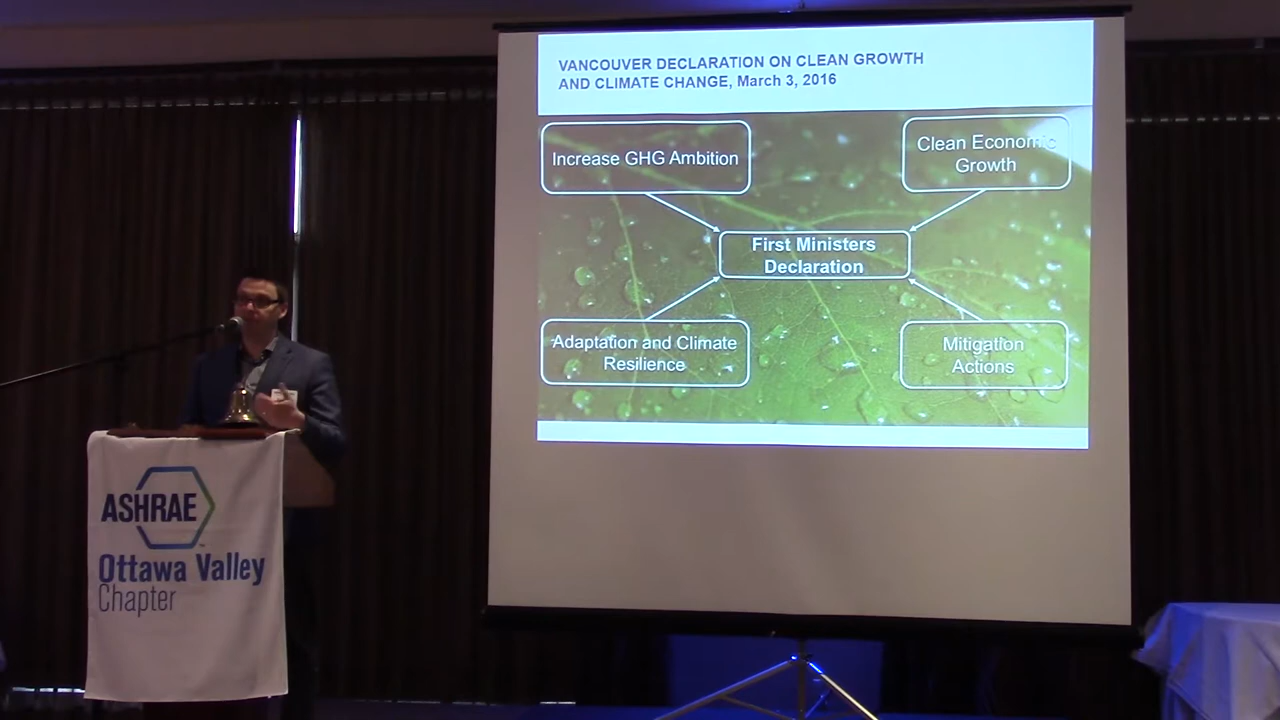 VANCOUVER DECLARATION ON CLEAN GROWTH
AND CLIMATE CHANGE, March 3, 2016
Increase GHG Ambition
Clean Economic
Growth
First Ministers
Declaration
Adaptation and Climate
Resilience
Mitigation
Actions
ASHRAE
Ottawa Valley
Chapter